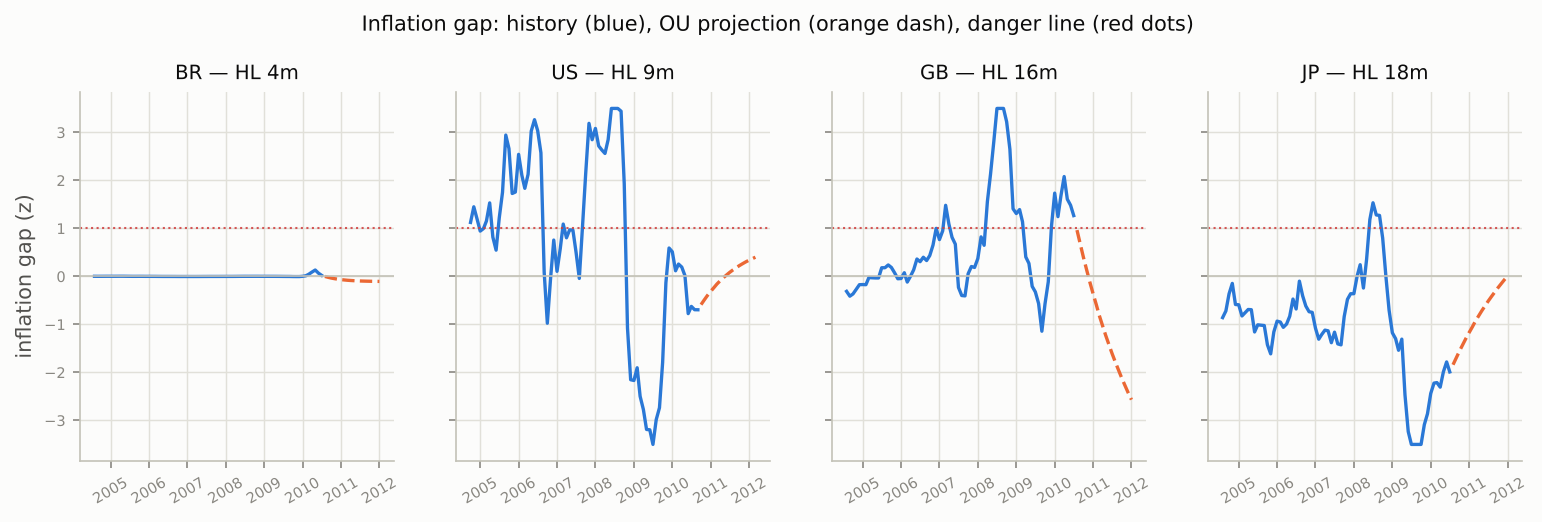 Inflation gap: history (blue), OU projection (orange dash), danger line (red dots)
BR — HL 4m
US — HL 9m
GB — HL 16m
JP — HL 18m
inflation gap (z)
3
2
1
0
−1
−2
−3
2005 2006 2007 2008 2009 2010 2011 2012
2005 2006 2007 2008 2009 2010 2011 2012
2005 2006 2007 2008 2009 2010 2011 2012
2005 2006 2007 2008 2009 2010 2011 2012